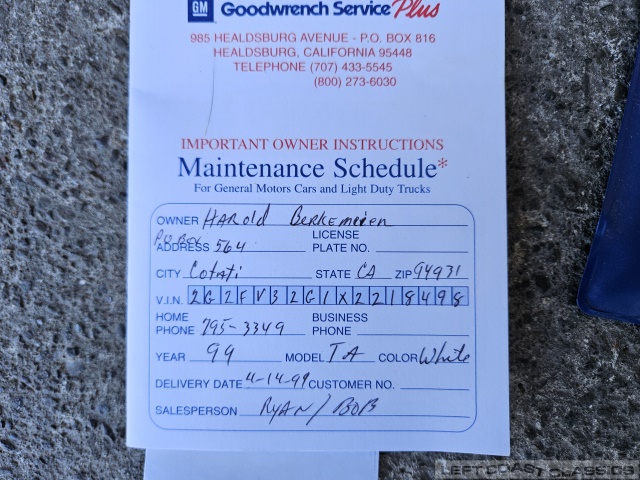 GM Goodwrench Service Plus
985 HEALDSBURG AVENUE - P.O. BOX 816
HEALDSBURG, CALIFORNIA 95448
TELEPHONE (707) 433-5545
(800) 273-6030
IMPORTANT OWNER INSTRUCTIONS
Maintenance Schedule*
For General Motors Cars and Light Duty Trucks
OWNER HAROLD
P.O. Box LICENSE
ADDRESS 564 PLATE NO.
CITY Cotati STATE CA ZIP 94931
V.I.N. 2G2FV32G1X2218498
HOME BUSINESS
PHONE 795-3349 PHONE
YEAR 99 MODEL TA COLOR White
DELIVERY DATE 4-14-99 CUSTOMER NO.
SALESPERSON RYAN / BOB
LEFT COAST CLASSICS